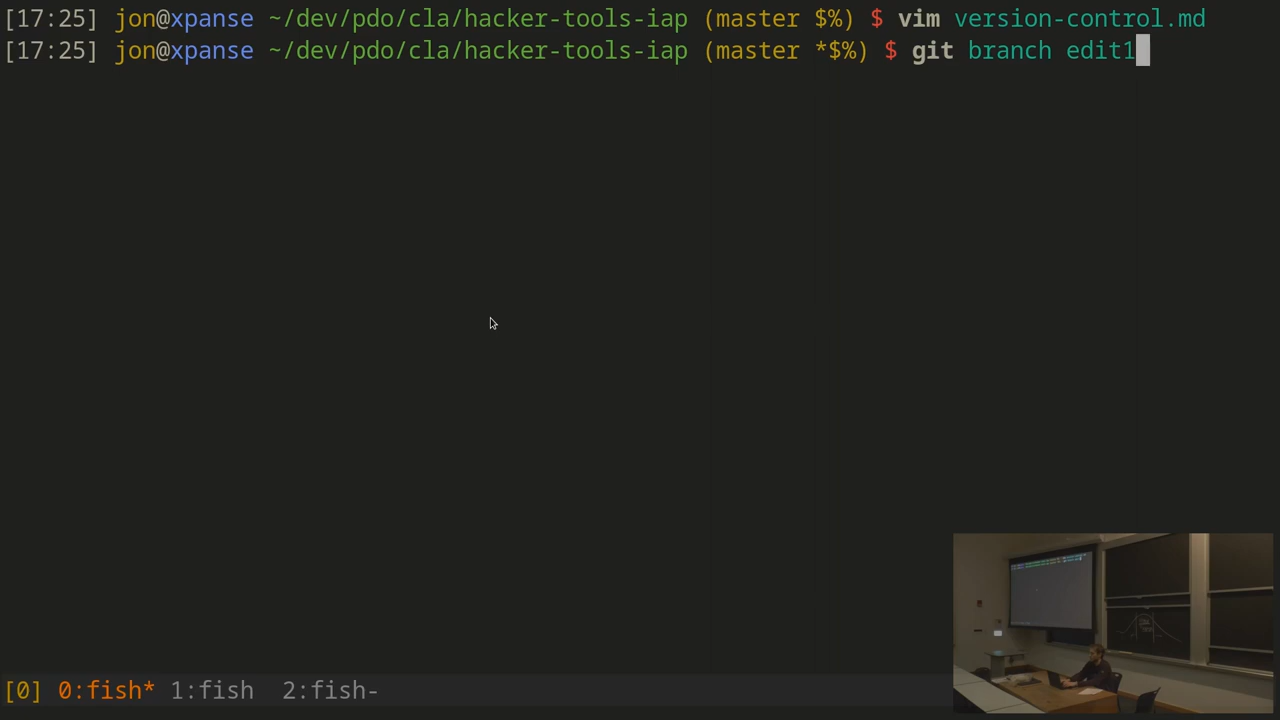 [17:25] jon@xpanse ~/dev/pdo/cla/hacker-tools-iap (master $%) $ vim version-control.md
[17:25] jon@xpanse ~/dev/pdo/cla/hacker-tools-iap (master *$%) $ git branch edit1
[0] 0:fish* 1:fish 2:fish-